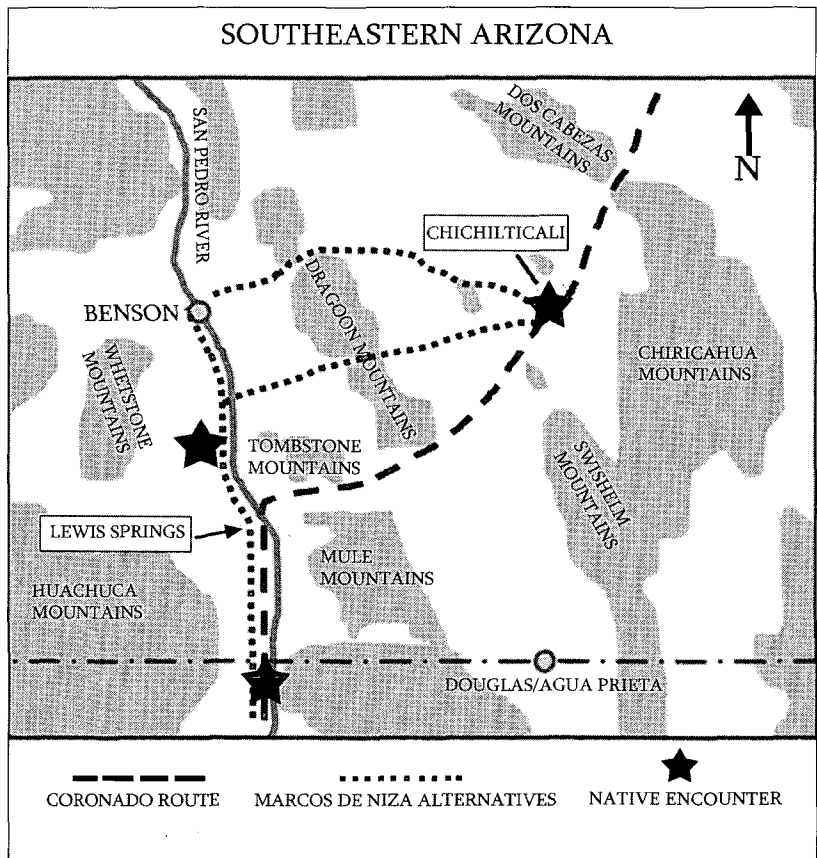 SOUTHEASTERN ARIZONA
SAN PEDRO RIVER
DOS CABEZAS
MOUNTAINS
N
CHICHILTICALI
DRAGOON MOUNTAINS
BENSON
WHETSTONE
MOUNTAINS
CHIRICAHUA
MOUNTAINS
TOMBSTONE
MOUNTAINS
SWISHELM
MOUNTAINS
LEWIS SPRINGS
MULE
MOUNTAINS
HUACHUCA
MOUNTAINS
DOUGLAS/AGUA PRIETA
CORONADO ROUTE
MARCOS DE NIZA ALTERNATIVES
NATIVE ENCOUNTER